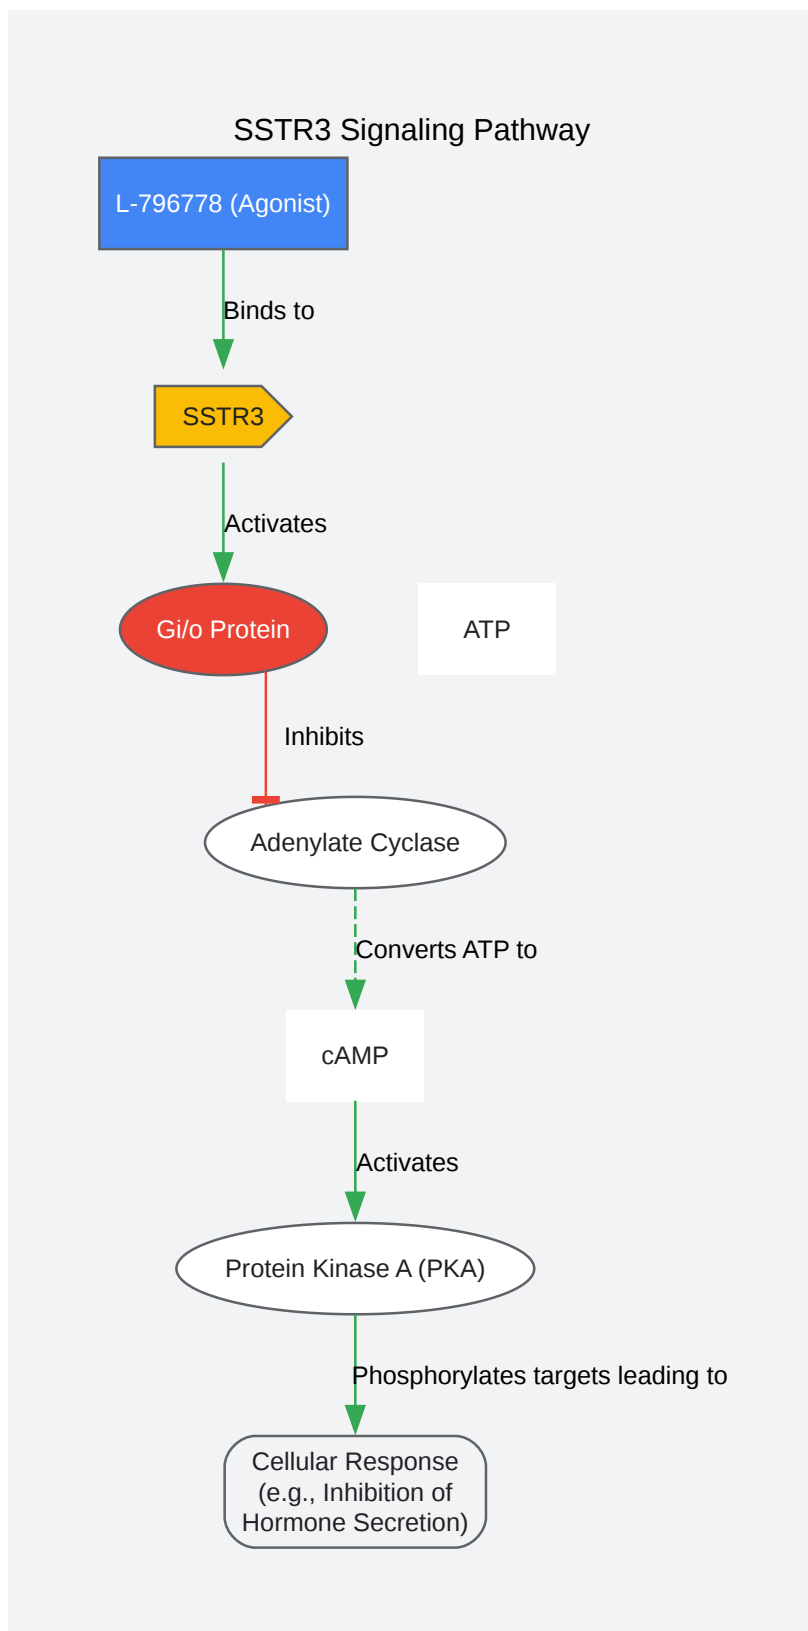 SSTR3 Signaling Pathway
L-796778 (Agonist)
Binds to
SSTR3
Activates
Gi/o Protein
ATP
Inhibits
Adenylate Cyclase
Converts ATP to
cAMP
Activates
Protein Kinase A (PKA)
Phosphorylates targets leading to
Cellular Response
(e.g., Inhibition of
Hormone Secretion)